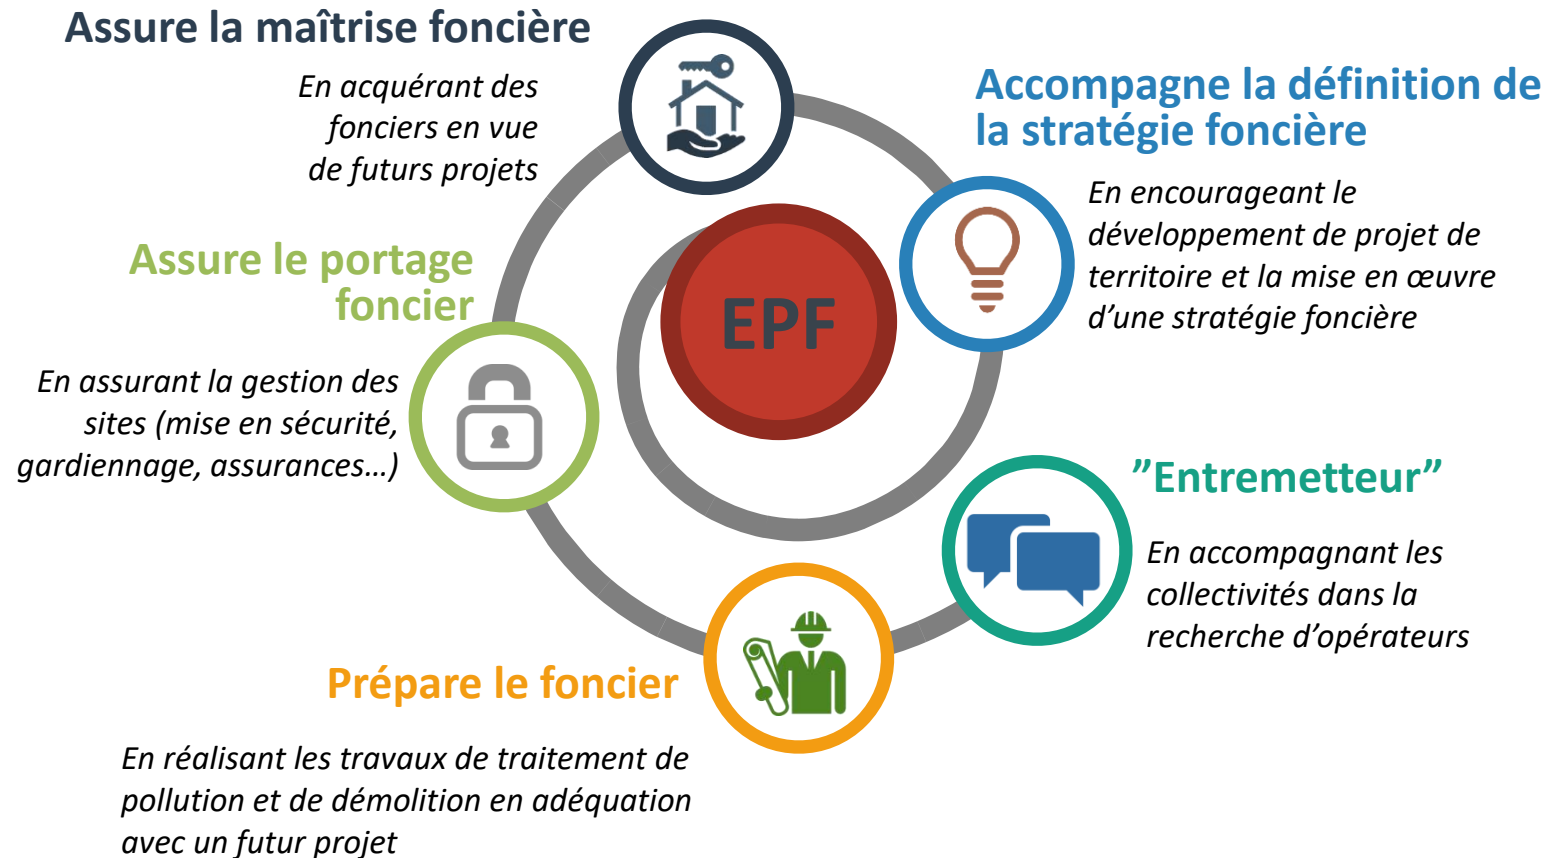 Assure la maîtrise foncière
En acquérant des
fonciers en vue
de futurs projets
Accompagne la définition de
la stratégie foncière
En encourageant le
développement de projet de
territoire et la mise en œuvre
d’une stratégie foncière
Assure le portage
foncier
En assurant la gestion des
sites (mise en sécurité,
gardiennage, assurances…)
EPF
”Entremetteur”
En accompagnant les
collectivités dans la
recherche d’opérateurs
Prépare le foncier
En réalisant les travaux de traitement de
pollution et de démolition en adéquation
avec un futur projet